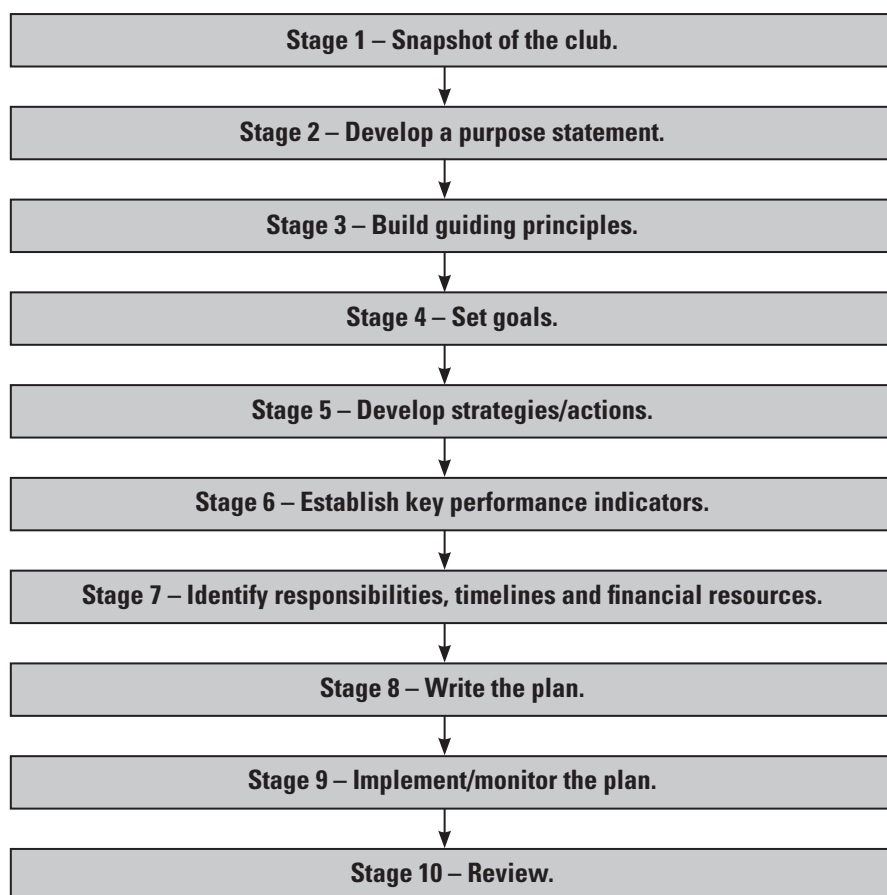 Stage 1 – Snapshot of the club.
Stage 2 – Develop a purpose statement.
Stage 3 – Build guiding principles.
Stage 4 – Set goals.
Stage 5 – Develop strategies/actions.
Stage 6 – Establish key performance indicators.
Stage 7 – Identify responsibilities, timelines and financial resources.
Stage 8 – Write the plan.
Stage 9 – Implement/monitor the plan.
Stage 10 – Review.